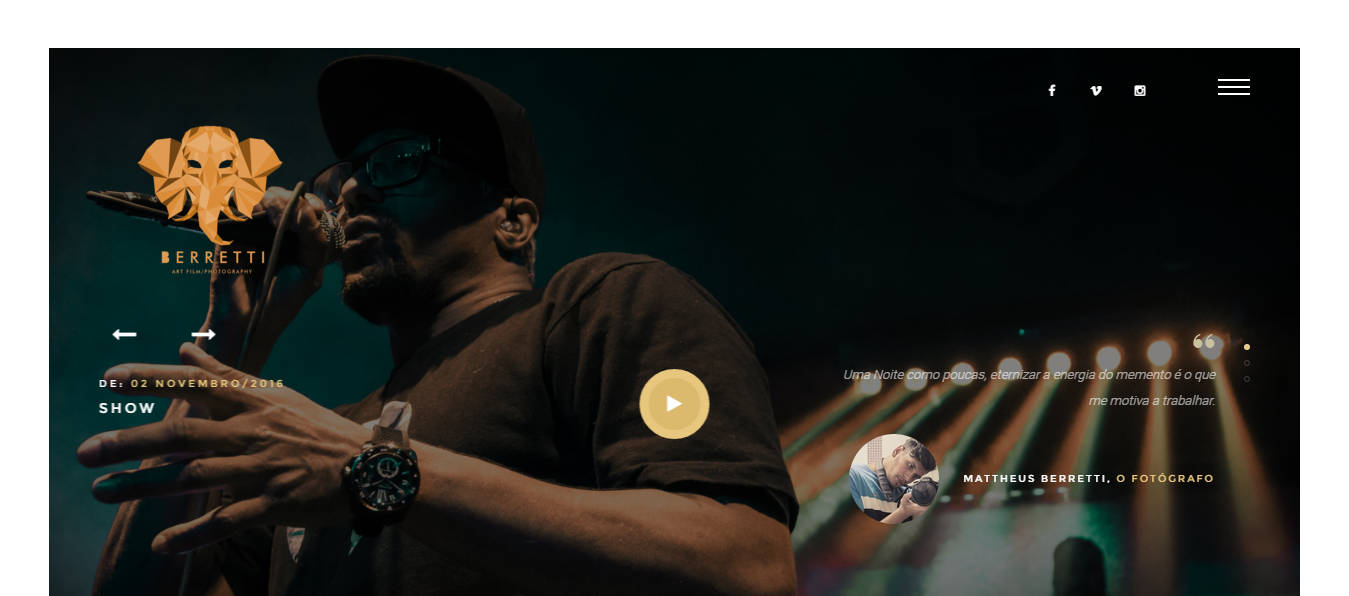 BERRETTI
ART FILM/PHOTOGRAPHY
DE: 02 NOVEMBRO/2016
SHOW
“
Uma Noite como poucas, eternizar a energia do memento é o que
me motiva a trabalhar.
MATTHEUS BERRETTI, O FOTÓGRAFO